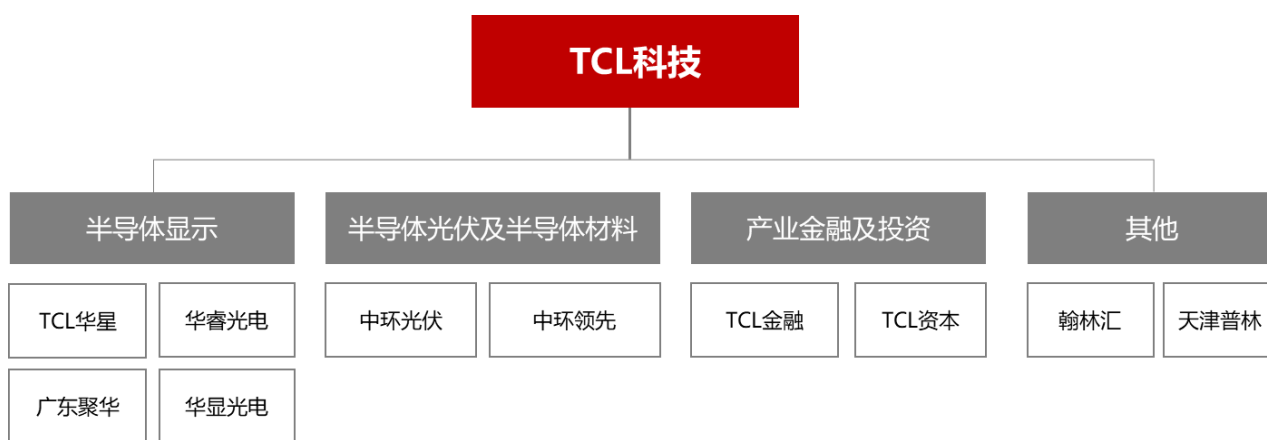 TCL科技
半导体显示
半导体光伏及半导体材料
产业金融及投资
其他
TCL华星
华睿光电
中环光伏
中环领先
TCL金融
TCL资本
翰林汇
天津普林
广东聚华
华显光电